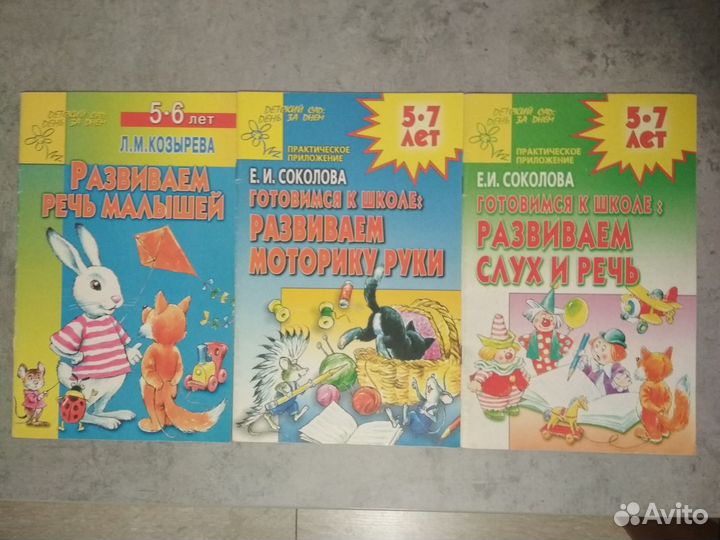 ДЕТСКИЙ САД:
ДЕНЬ ЗА ДНЕМ
5-6 лет
Л.М.КОЗЫРЕВА
РАЗВИВАЕМ
РЕЧЬ МАЛЫШЕЙ
ДЕТСКИЙ САД:
ДЕНЬ ЗА ДНЕМ
5-7
ЛЕТ
ПРАКТИЧЕСКОЕ
ПРИЛОЖЕНИЕ
Е. И. СОКОЛОВА
ГОТОВИМСЯ К ШКОЛЕ:
РАЗВИВАЕМ
МОТОРИКУ РУКИ
ДЕТСКИЙ САД:
ДЕНЬ ЗА ДНЕМ
5-7
ЛЕТ
ПРАКТИЧЕСКОЕ
ПРИЛОЖЕНИЕ
Е.И. СОКОЛОВА
ГОТОВИМСЯ К ШКОЛЕ :
РАЗВИВАЕМ
СЛУХ И РЕЧЬ
Avito